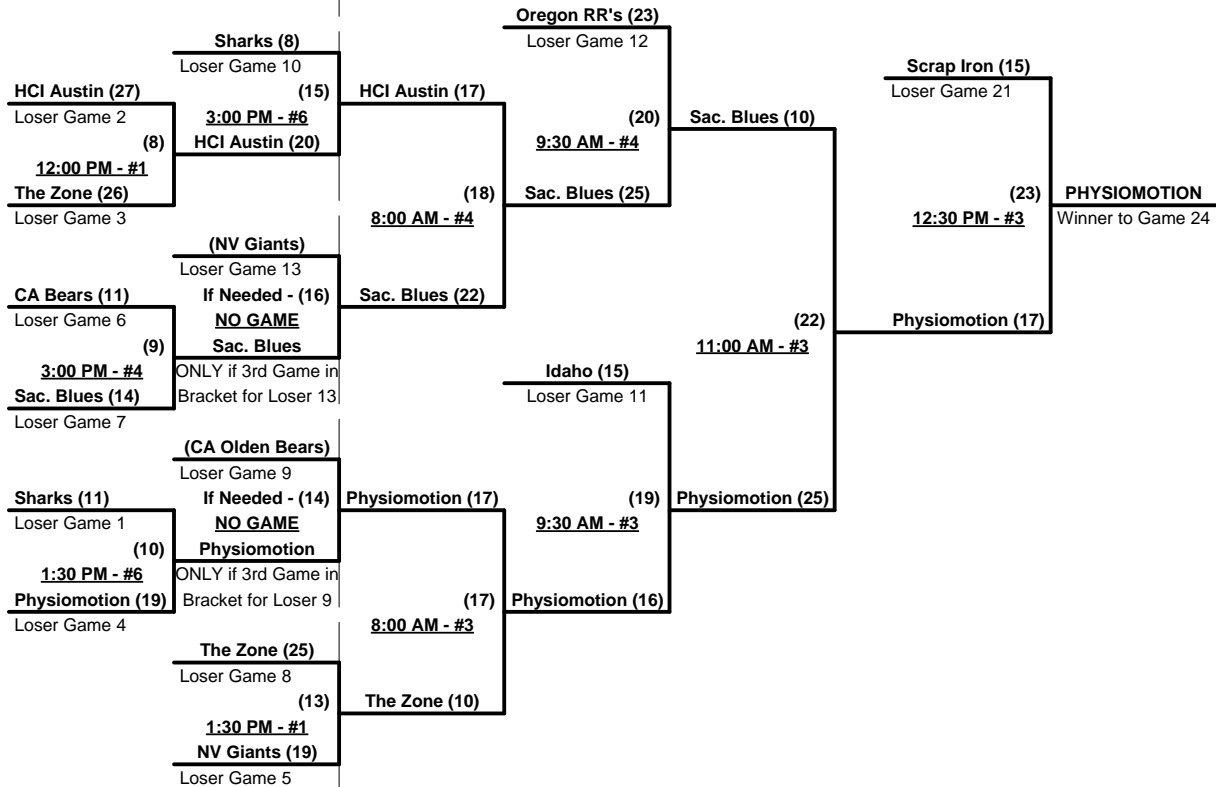 Oregon RR's (23)
Loser Game 12
Sharks (8)
Loser Game 10
Scrap Iron (15)
Loser Game 21
HCI Austin (27)
Loser Game 2
(15)
3:00 PM - #6
HCI Austin (17)
(20)
9:30 AM - #4
Sac. Blues (10)
(8)
12:00 PM - #1
HCI Austin (20)
The Zone (26)
Loser Game 3
(18)
8:00 AM - #4
Sac. Blues (25)
(23)
12:30 PM - #3
PHYSIOMOTION
Winner to Game 24
(NV Giants)
Loser Game 13
CA Bears (11)
Loser Game 6
If Needed - (16)
NO GAME
Sac. Blues (22)
(9)
3:00 PM - #4
Sac. Blues
ONLY if 3rd Game in
Bracket for Loser 13
(22)
11:00 AM - #3
Physiomotion (17)
Sac. Blues (14)
Loser Game 7
Idaho (15)
Loser Game 11
(CA Olden Bears)
Loser Game 9
Sharks (11)
Loser Game 1
If Needed - (14)
NO GAME
Physiomotion (17)
(19)
9:30 AM - #3
Physiomotion (25)
(10)
1:30 PM - #6
Physiomotion
ONLY if 3rd Game in
Bracket for Loser 9
Physiomotion (19)
Loser Game 4
(17)
8:00 AM - #3
Physiomotion (16)
The Zone (25)
Loser Game 8
(13)
1:30 PM - #1
The Zone (10)
NV Giants (19)
Loser Game 5